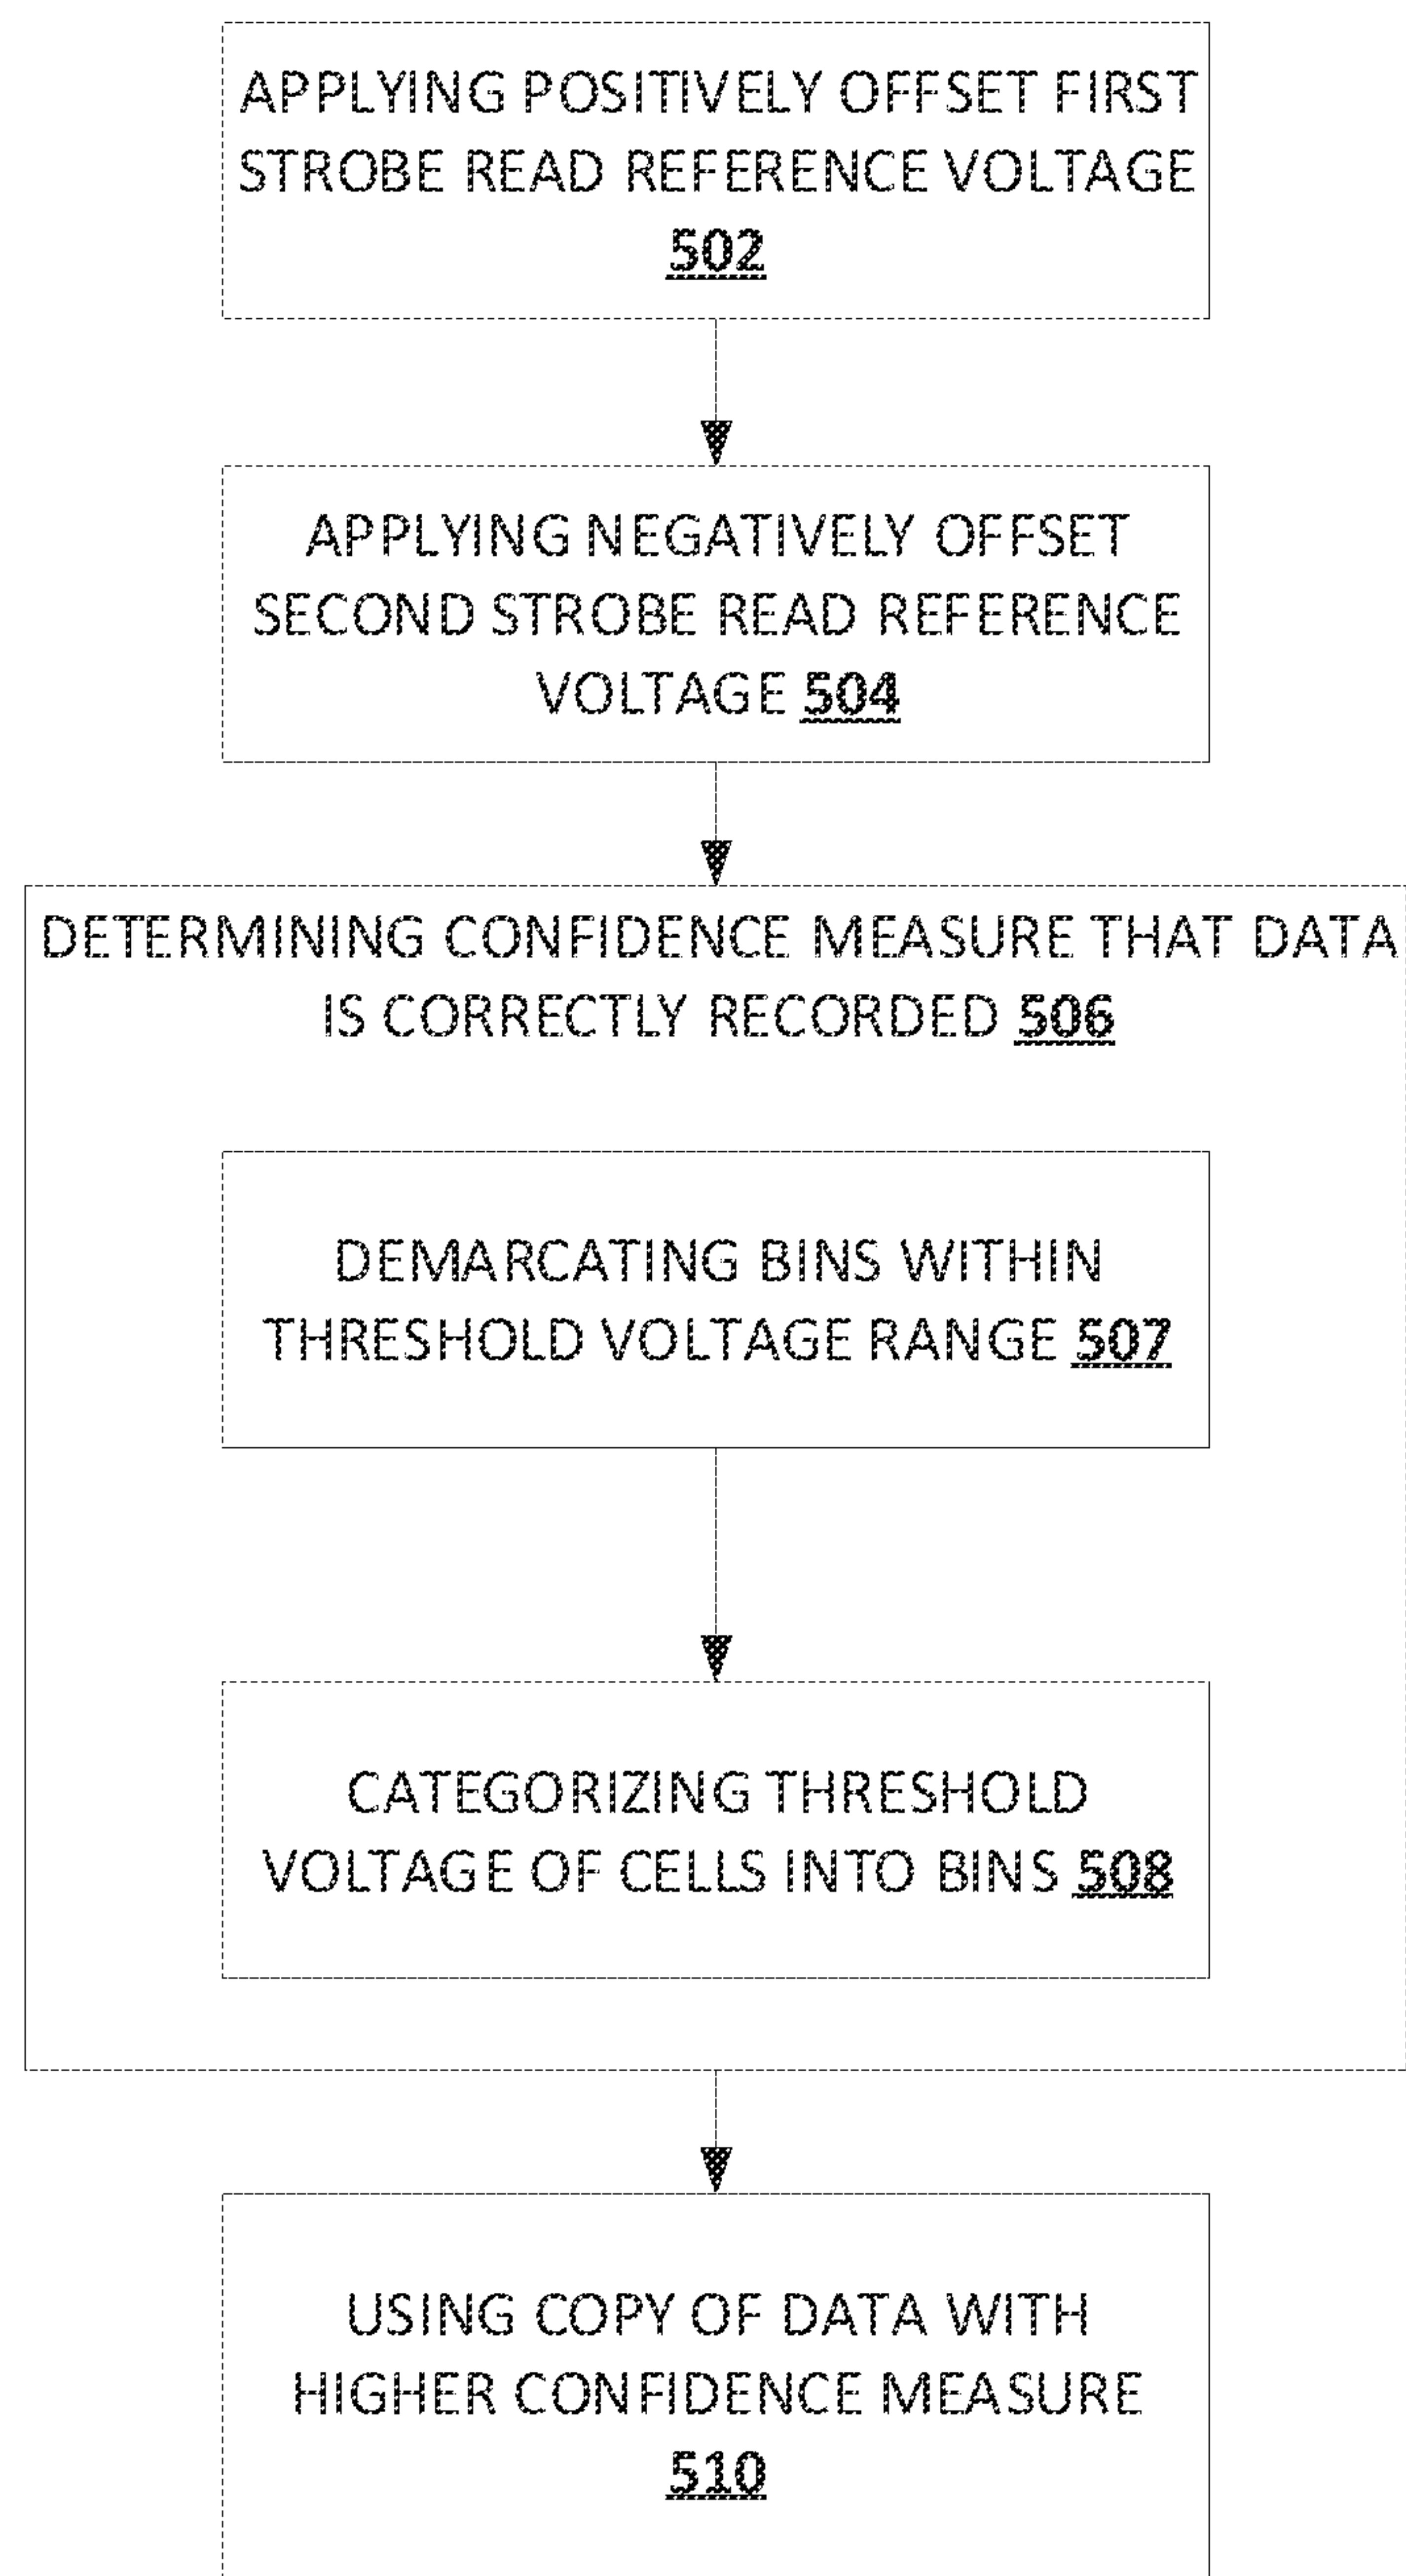 APPLYING POSITIVELY OFFSET FIRST
STROBE READ REFERENCE VOLTAGE
502
APPLYING NEGATIVELY OFFSET
SECOND STROBE READ REFERENCE
VOLTAGE 504
DETERMINING CONFIDENCE MEASURE THAT DATA
IS CORRECTLY RECORDED 506
DEMARCATING BINS WITHIN
THRESHOLD VOLTAGE RANGE 507
CATEGORIZING THRESHOLD
VOLTAGE OF CELLS INTO BINS 508
USING COPY OF DATA WITH
HIGHER CONFIDENCE MEASURE
510